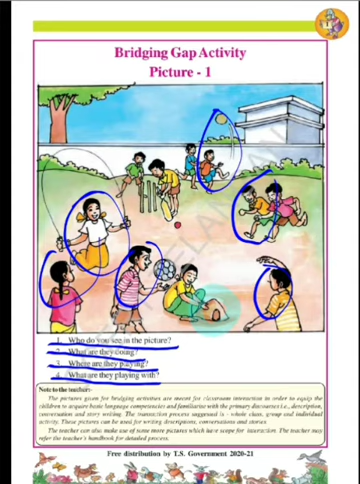 Bridging Gap Activity
Picture - 1
1. Who do you see in the picture?
2. What are they doing?
3. Where are they playing?
4. What are they playing with?
Note to the teacher:
The pictures given for bridging activities are meant for classroom interaction in order to equip the
children to acquire basic language competencies and familiarise with the primary discourses i.e., description,
conversation and story writing. The transaction process suggested is - whole class, group and individual
activity. These pictures can be used for writing descriptions, conversations and stories.
The teacher can also make use of some more pictures which have scope for interaction. The teacher may
refer the teacher's handbook for detailed process.
Free distribution by T.S. Government 2020-21